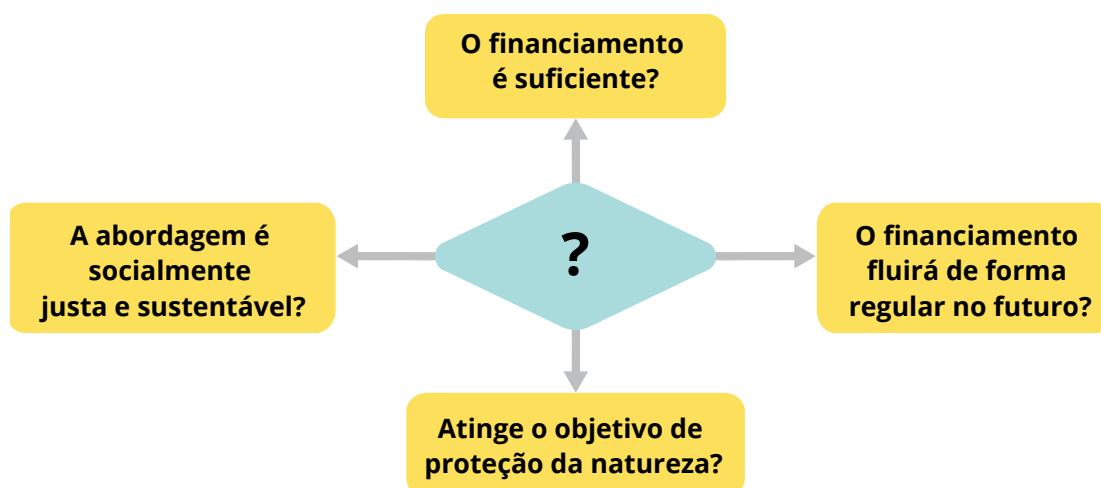 O financiamento
é suficiente?
A abordagem é
socialmente
justa e sustentável?
?
O financiamento
fluirá de forma
regular no futuro?
Atinge o objetivo de
proteção da natureza?